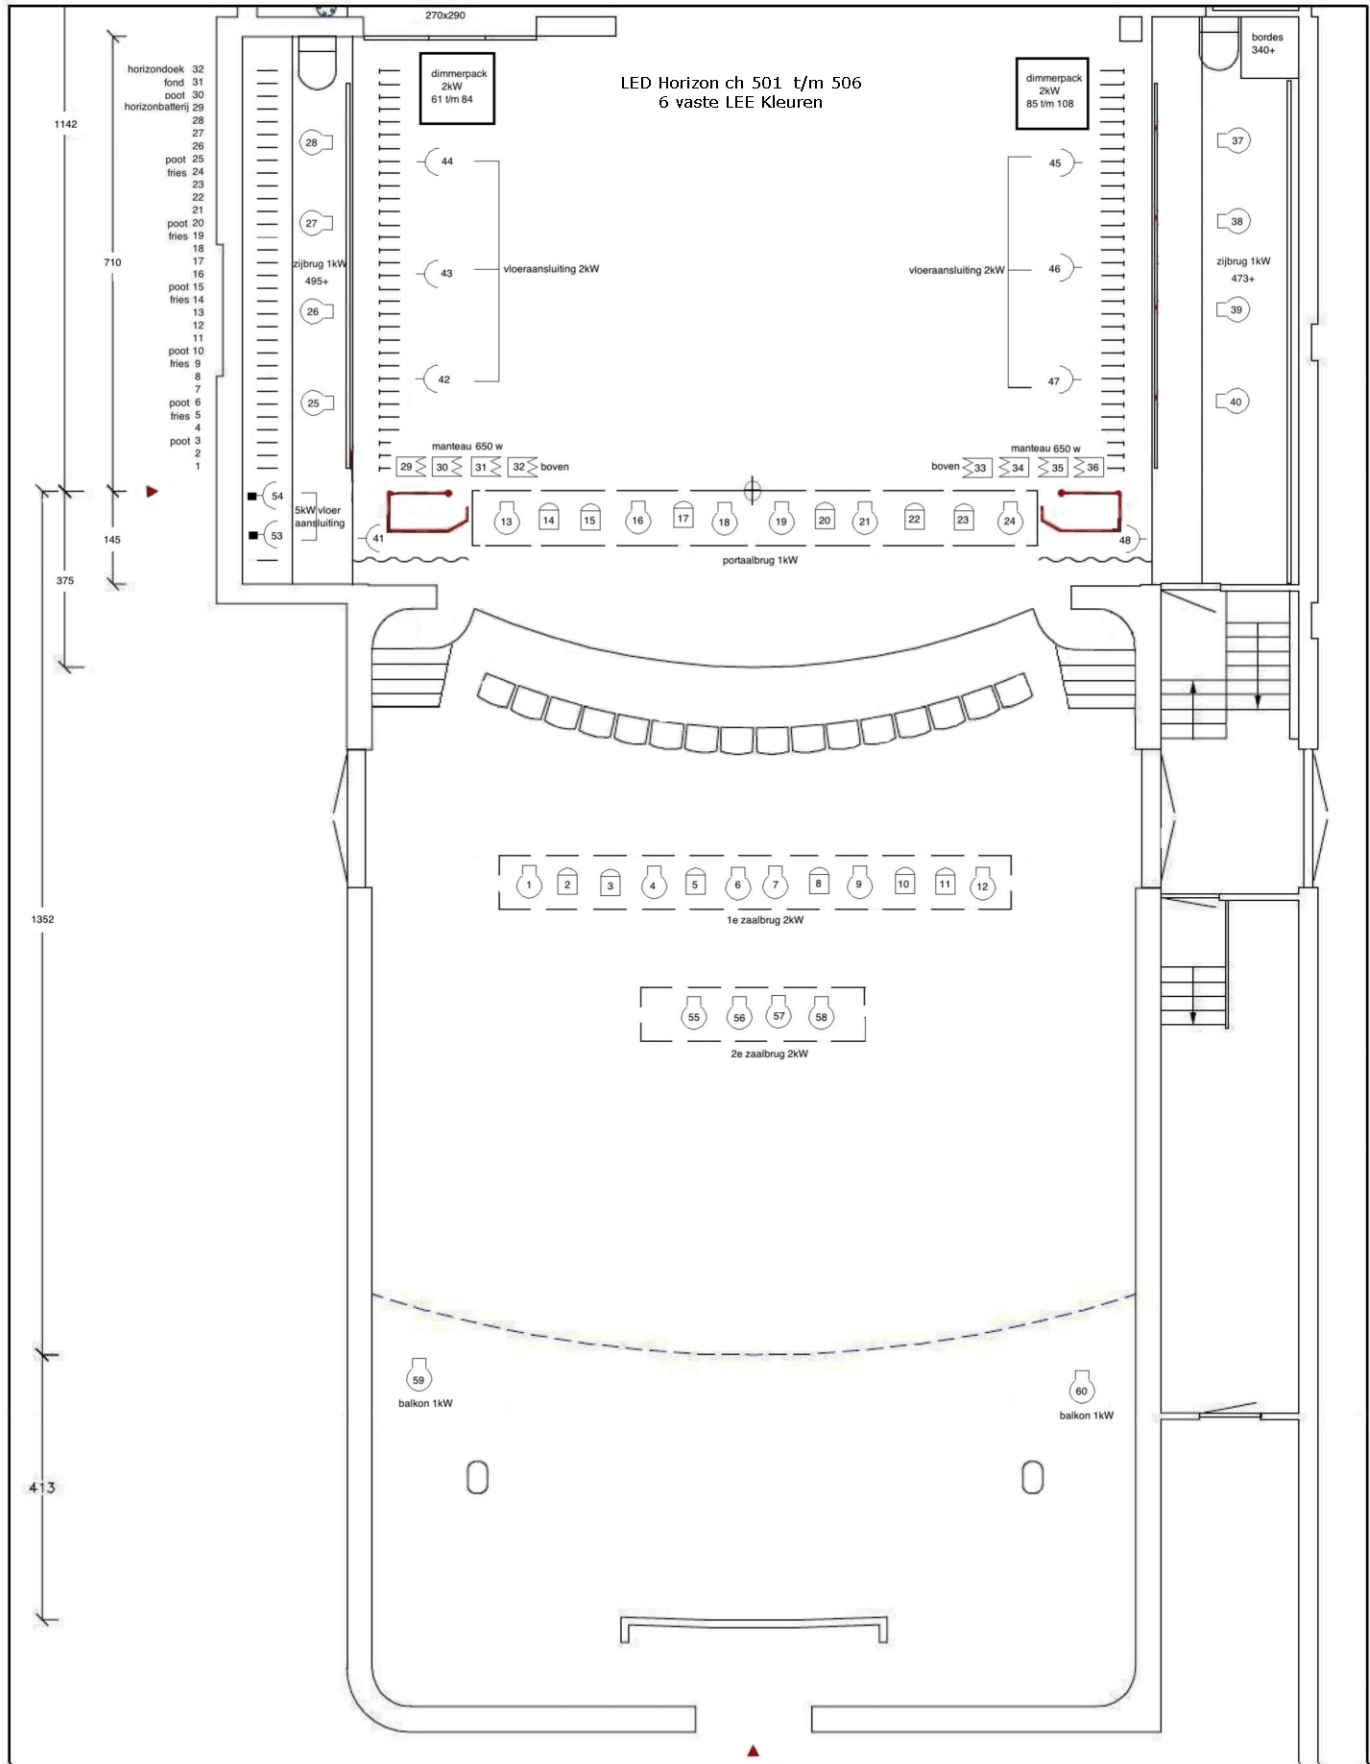 270x290
bordes
340+
dimmerpack
2kW
61 t/m 84
LED Horizon ch 501 t/m 506
6 vaste LEE Kleuren
dimmerpack
2kW
85 t/m 108
horizondoek 32
fond 31
poot 30
horizonbatterij 29
28
27
26
poot 25
fries 24
23
22
21
poot 20
fries 19
18
17
16
poot 15
fries 14
13
12
11
poot 10
fries 9
8
7
poot 6
fries 5
4
poot 3
2
1
1142
710
145
375
1352
413
28
27
zijbrug 1kW
495+
26
25
44
43
42
vloeraansluiting 2kW
vloeraansluiting 2kW
45
46
47
37
38
zijbrug 1kW
473+
39
40
manteau 650 w
29 30 31 32 boven
manteau 650 w
boven 33 34 35 36
54
5kW vloer
aansluiting
53
41
13 14 15 16 17 18 19 20 21 22 23 24
48
portaalbrug 1kW
1 2 3 4 5 6 7 8 9 10 11 12
1e zaalbrug 2kW
55 56 57 58
2e zaalbrug 2kW
59
balkon 1kW
60
balkon 1kW